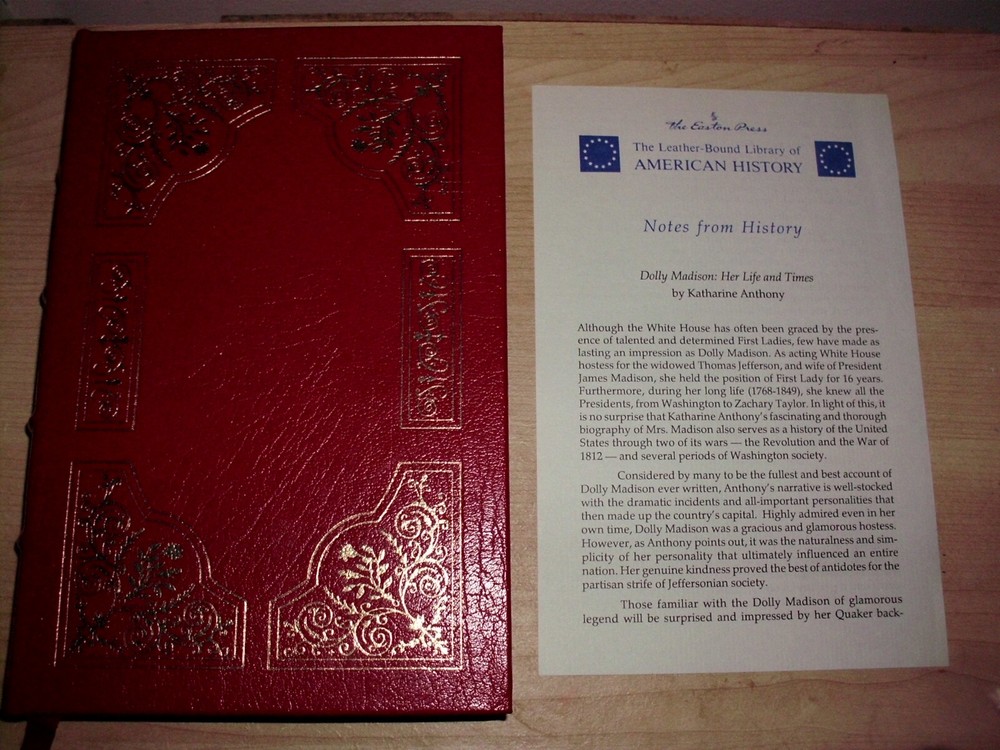 The Easton Press
The Leather-Bound Library of
AMERICAN HISTORY
Notes from History
Dolly Madison: Her Life and Times
by Katharine Anthony
Although the White House has often been graced by the pres-
ence of talented and determined First Ladies, few have made as
lasting an impression as Dolly Madison. As acting White House
hostess for the widowed Thomas Jefferson, and wife of President
James Madison, she held the position of First Lady for 16 years.
Furthermore, during her long life (1768-1849), she knew all the
Presidents, from Washington to Zachary Taylor. In light of this, it
is no surprise that Katharine Anthony's fascinating and thorough
biography of Mrs. Madison also serves as a history of the United
States through two of its wars — the Revolution and the War of
1812 — and several periods of Washington society.
Considered by many to be the fullest and best account of
Dolly Madison ever written, Anthony's narrative is well-stocked
with the dramatic incidents and all-important personalities that
then made up the country's capital. Highly admired even in her
own time, Dolly Madison was a gracious and glamorous hostess.
However, as Anthony points out, it was the naturalness and sim-
plicity of her personality that ultimately influenced an entire
nation. Her genuine kindness proved the best of antidotes for the
partisan strife of Jeffersonian society.
Those familiar with the Dolly Madison of glamorous
legend will be surprised and impressed by her Quaker back-